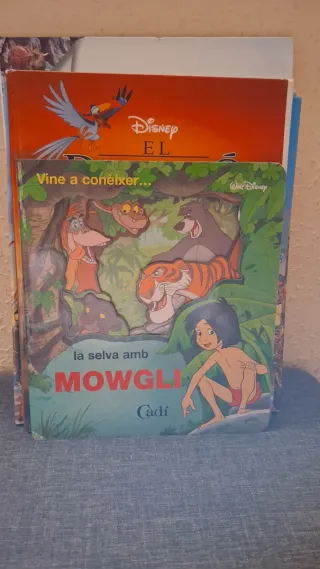 Disney
EL
Vine a conèixer...
Walt Disney
la selva amb
MOWGLI
Cadí